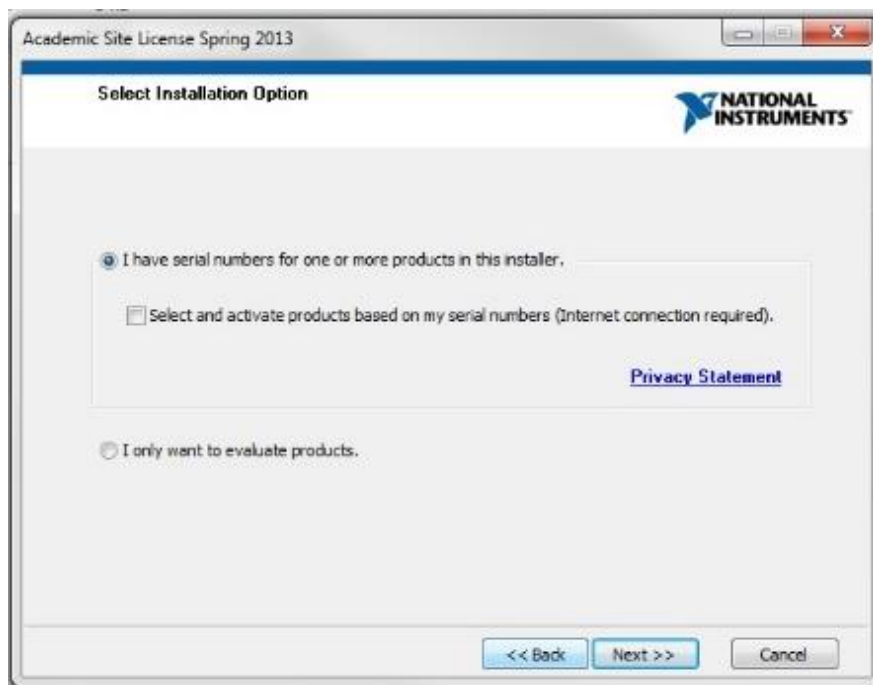 Academic Site License Spring 2013
Select Installation Option
NATIONAL
INSTRUMENTS
I have serial numbers for one or more products in this installer.
Select and activate products based on my serial numbers (Internet connection required).
Privacy Statement
I only want to evaluate products.
<< Back Next >> Cancel